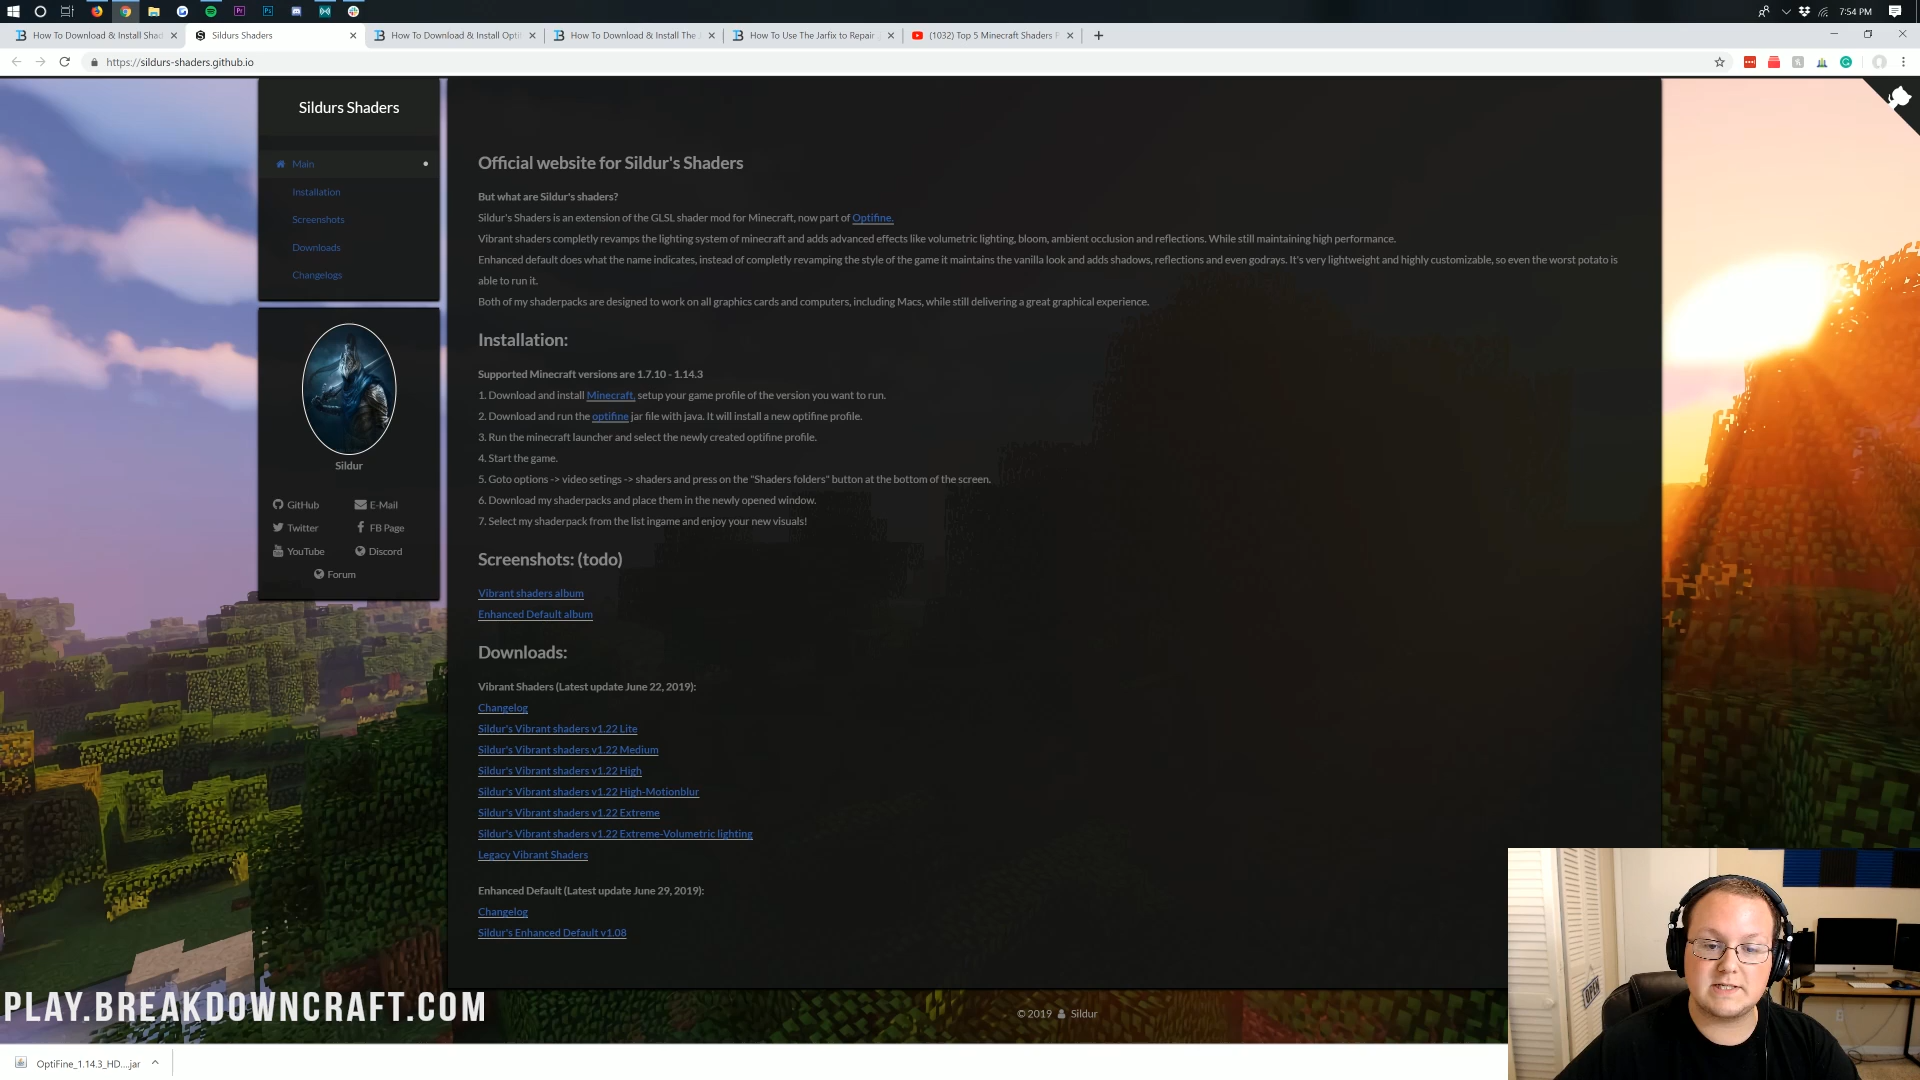 7:54 PM
How To Download & Install Shad
Sildurs Shaders
How To Download & Install Opti
How To Download & Install The
How To Use The Jarfix to Repair
(1032) Top 5 Minecraft Shaders P
https://sildurs-shaders.github.io
Sildurs Shaders
Main
Installation
Screenshots
Downloads
Changelogs
Sildur
GitHub
E-Mail
Twitter
FB Page
YouTube
Discord
Forum
Official website for Sildur's Shaders
But what are Sildur's shaders?
Sildur's Shaders is an extension of the GLSL shader mod for Minecraft, now part of Optifine.
Vibrant shaders completly revamps the lighting system of minecraft and adds advanced effects like volumetric lighting, bloom, ambient occlusion and reflections. While still maintaining high performance.
Enhanced default does what the name indicates, instead of completly revamping the style of the game it maintains the vanilla look and adds shadows, reflections and even godrays. It's very lightweight and highly customizable, so even the worst potato is
able to run it.
Both of my shaderpacks are designed to work on all graphics cards and computers, including Macs, while still delivering a great graphical experience.
Installation:
Supported Minecraft versions are 1.7.10 - 1.14.3
1. Download and install Minecraft, setup your game profile of the version you want to run.
2. Download and run the optifine jar file with java. It will install a new optifine profile.
3. Run the minecraft launcher and select the newly created optifine profile.
4. Start the game.
5. Goto options -> video setings -> shaders and press on the "Shaders folders" button at the bottom of the screen.
6. Download my shaderpacks and place them in the newly opened window.
7. Select my shaderpack from the list ingame and enjoy your new visuals!
Screenshots: (todo)
Vibrant shaders album
Enhanced Default album
Downloads:
Vibrant Shaders (Latest update June 22, 2019):
Changelog
Sildur's Vibrant shaders v1.22 Lite
Sildur's Vibrant shaders v1.22 Medium
Sildur's Vibrant shaders v1.22 High
Sildur's Vibrant shaders v1.22 High-Motionblur
Sildur's Vibrant shaders v1.22 Extreme
Sildur's Vibrant shaders v1.22 Extreme-Volumetric lighting
Legacy Vibrant Shaders
Enhanced Default (Latest update June 29, 2019):
Changelog
Sildur's Enhanced Default v1.08
© 2019 Sildur
PLAY.BREAKDOWNCRAFT.COM
OptiFine_1.14.3_HD....jar
OPEN